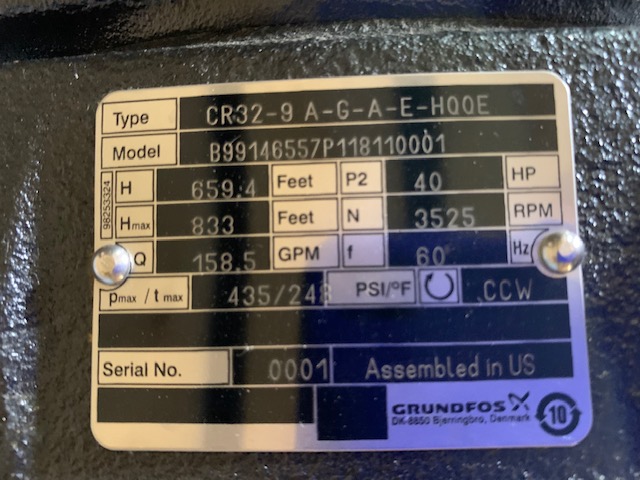 Type CR32-9 A-G-A-E-HQQE
Model B99146557P118110001
98253324
H 659.4 Feet P2 40 HP
Hmax 833 Feet N 3525 RPM
Q 158.5 GPM f 60 Hz
pmax / t max 435/248 PSI/°F CCW
Serial No. 0001 Assembled in US
GRUNDFOS
DK-8850 Bjerringbro, Denmark
10